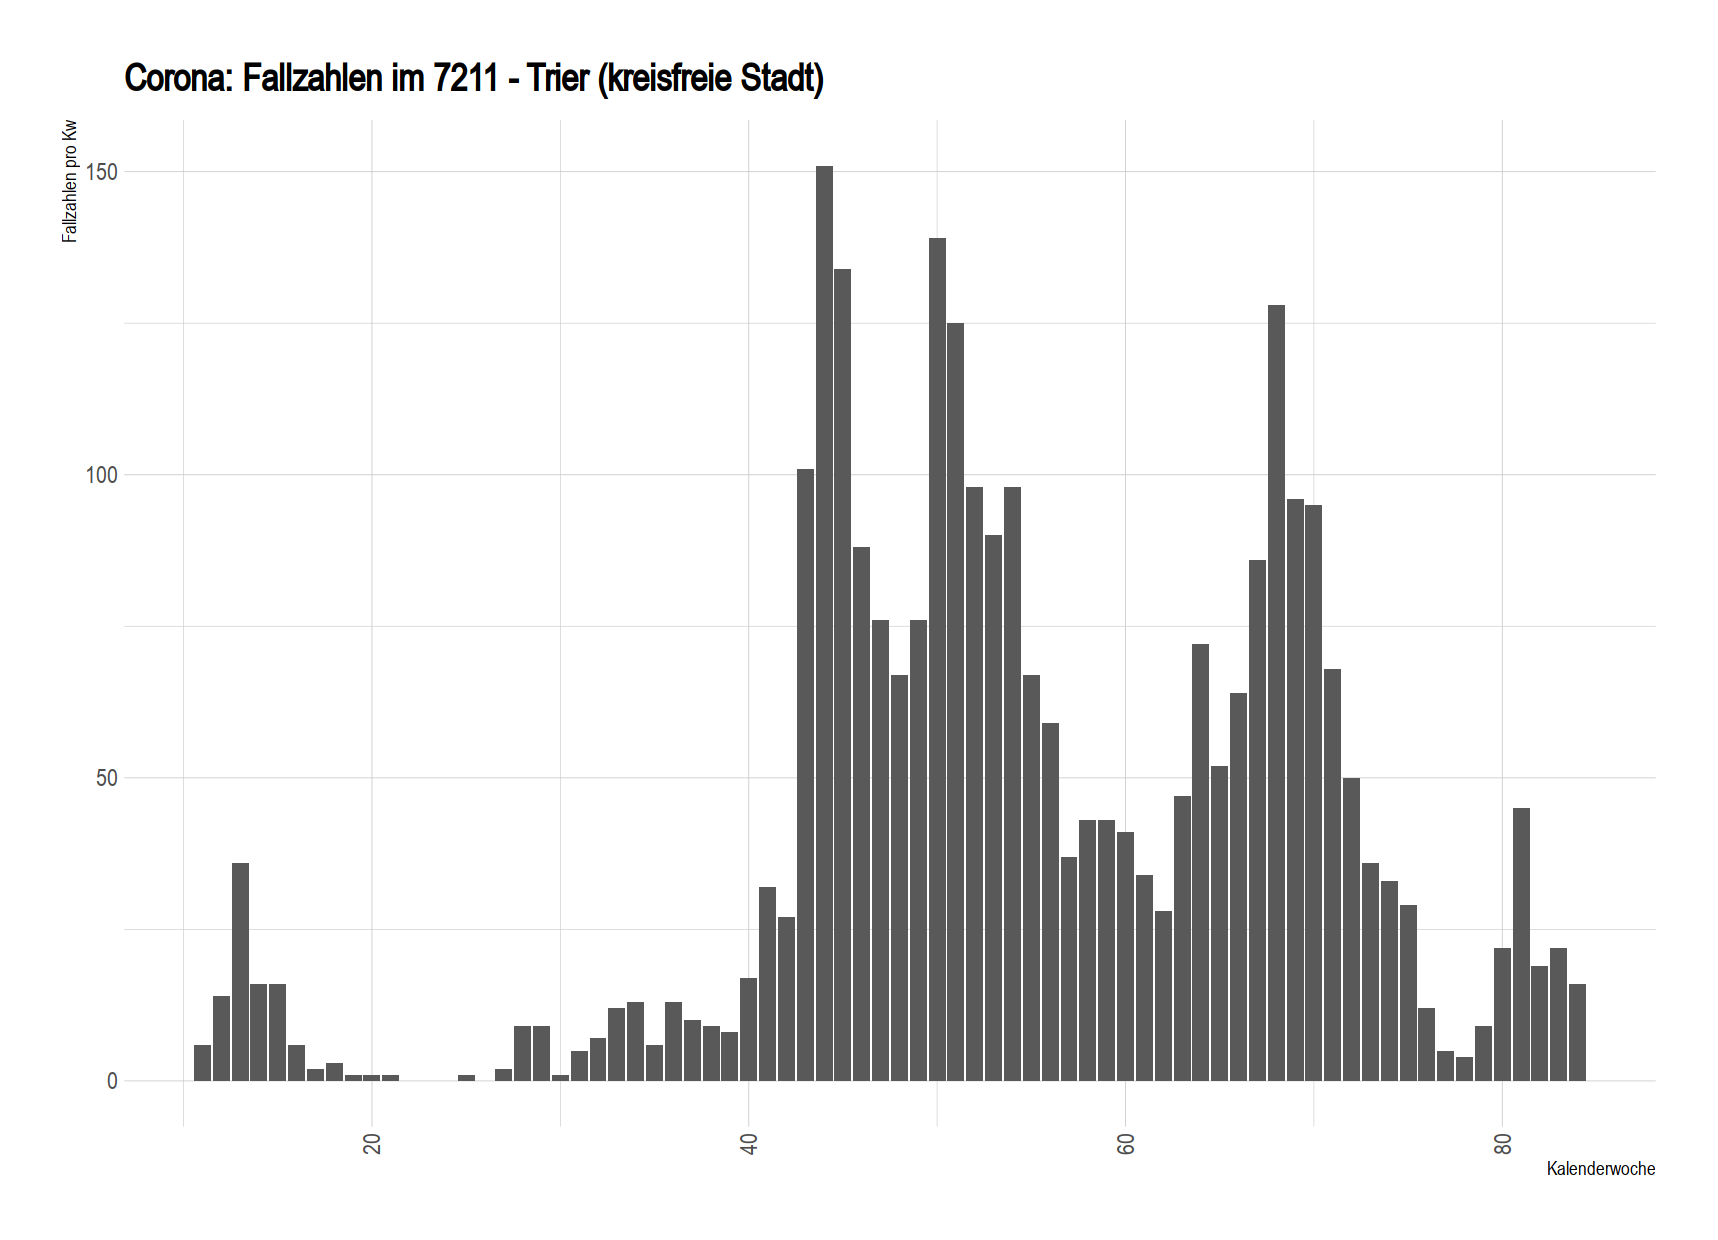 Corona: Fallzahlen im 7211 - Trier (kreisfreie Stadt)
Fallzahlen pro Kw
150
100
50
0
20
40
60
80
Kalenderwoche